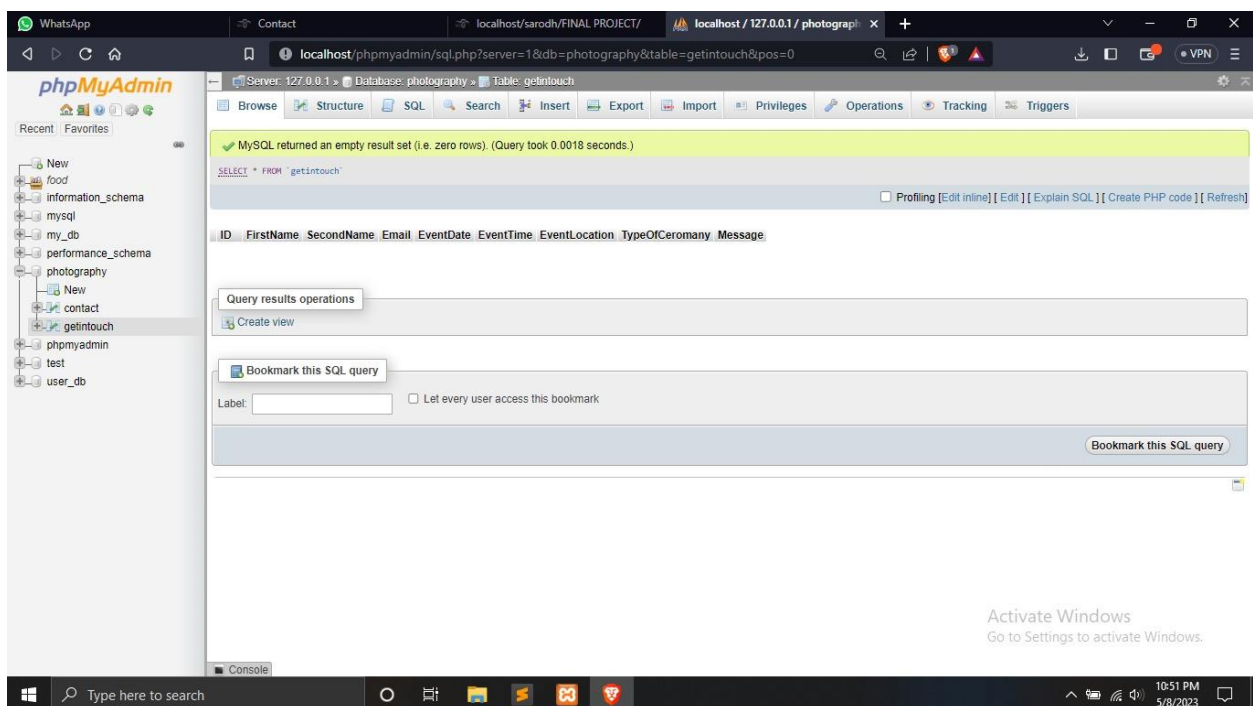 WhatsApp
Contact
localhost/sarodh/FINAL PROJECT/
localhost / 127.0.0.1 / photograph
localhost/phpmyadmin/sql.php?server=1&db=photography&table=getintouch&pos=0
VPN
phpMyAdmin
Recent Favorites
New
food
information_schema
mysql
my_db
performance_schema
photography
New
contact
getintouch
phpmyadmin
test
user_db
Server: 127.0.0.1 » Database: photography » Table: getintouch
Browse Structure SQL Search Insert Export Import Privileges Operations Tracking Triggers
MySQL returned an empty result set (i.e. zero rows). (Query took 0.0018 seconds.)
SELECT * FROM `getintouch`
Profiling [Edit inline] [ Edit ] [ Explain SQL ] [ Create PHP code ] [ Refresh]
ID FirstName SecondName Email EventDate EventTime EventLocation TypeOfCeromany Message
Query results operations
Create view
Bookmark this SQL query
Label: Let every user access this bookmark
Bookmark this SQL query
Activate Windows
Go to Settings to activate Windows.
Console
Type here to search
10:51 PM
5/8/2023